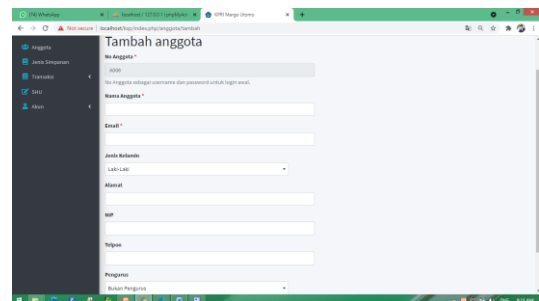 (74) WhatsApp
localhost / 127.0.0.1 / phpMyAd
KPRI Margo Utomo
Not secure | localhost/ksp/index.php/anggota/tambah
Anggota
Jenis Simpanan
Transaksi
SHU
Akun
Tambah anggota
No Anggota *
No Anggota sebagai username dan password untuk login awal.
Nama Anggota *
Email *
Jenis Kelamin
Laki-Laki
Alamat
NIP
Telpon
Pengurus
Bukan Pengurus